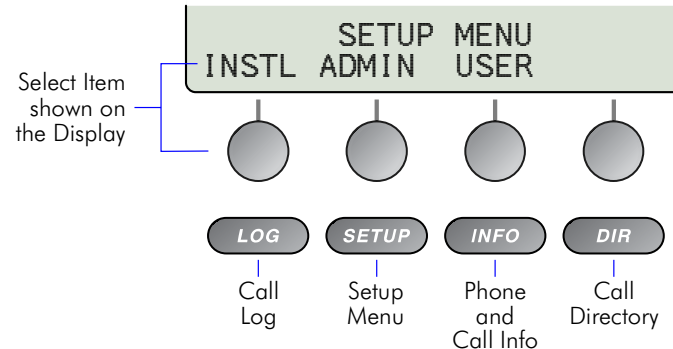 SETUP MENU
INSTL ADMIN USER
Select Item
shown on
the Display
LOG SETUP INFO DIR
Call
Log
Setup
Menu
Phone
and
Call Info
Call
Directory